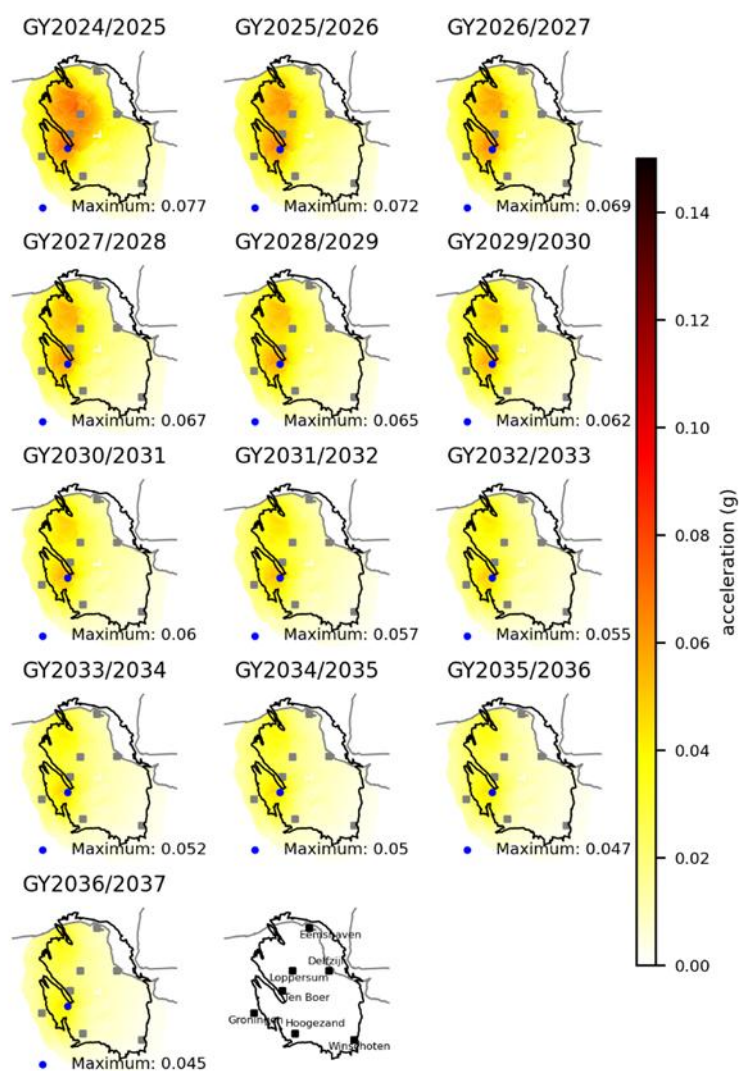 GY2024/2025 GY2025/2026 GY2026/2027
Maximum: 0.077 Maximum: 0.072 Maximum: 0.069
GY2027/2028 GY2028/2029 GY2029/2030
Maximum: 0.067 Maximum: 0.065 Maximum: 0.062
GY2030/2031 GY2031/2032 GY2032/2033
Maximum: 0.06 Maximum: 0.057 Maximum: 0.055
GY2033/2034 GY2034/2035 GY2035/2036
Maximum: 0.052 Maximum: 0.05 Maximum: 0.047
GY2036/2037
Maximum: 0.045
Eemshaven
Delfzijl
Loppersum
Ten Boer
Groningen Hoogezand
Winschoten
0.14
0.12
0.10
0.08
0.06
0.04
0.02
0.00
acceleration (g)